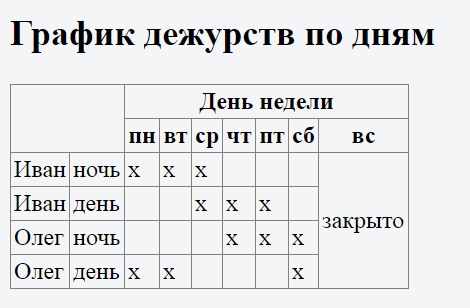 График дежурств по дням
День недели
пн вт ср чт пт сб вс
Иван ночь х х х
Иван день х х х
закрыто
Олег ночь х х х
Олег день х х х